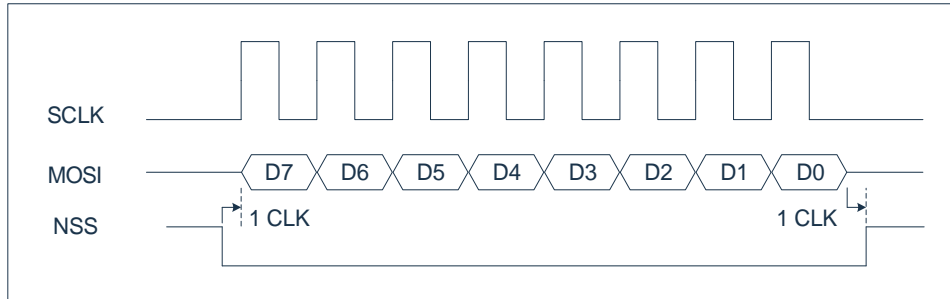 SCLK
MOSI D7 D6 D5 D4 D3 D2 D1 D0
1 CLK 1 CLK
NSS